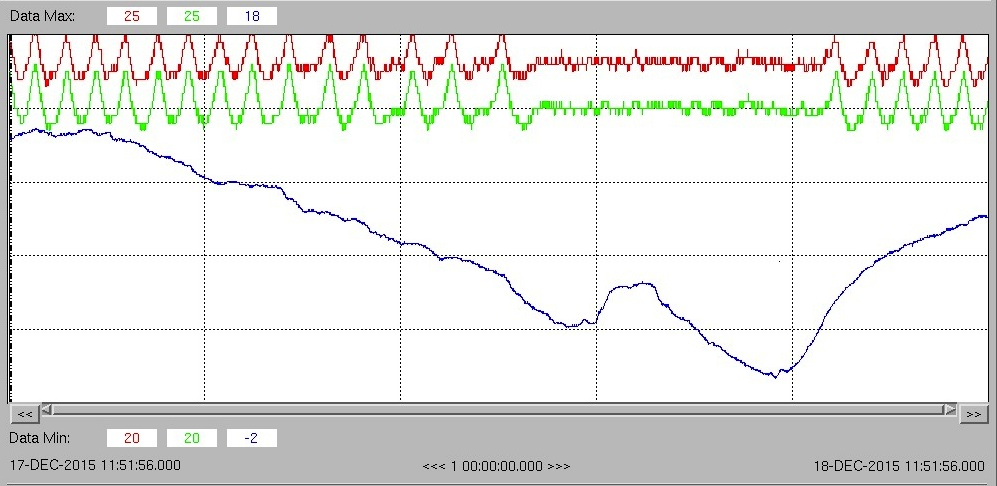 Data Max: 25 25 18
<< >>
Data Min: 20 20 -2
17-DEC-2015 11:51:56.000 <<< 1 00:00:00.000 >>> 18-DEC-2015 11:51:56.000